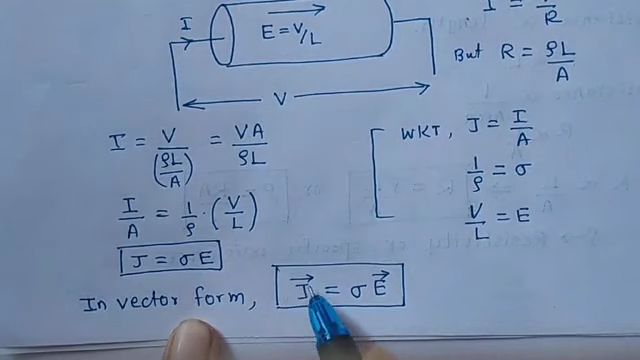 I
E = V/L
I = V/R
But R = ρL/A
V
I = V/(ρL/A) = VA/ρL
WKT, J = I/A
1/ρ = σ
I/A = 1/ρ · (V/L)
V/L = E
J = σE
In vector form, J⃗ = σE⃗